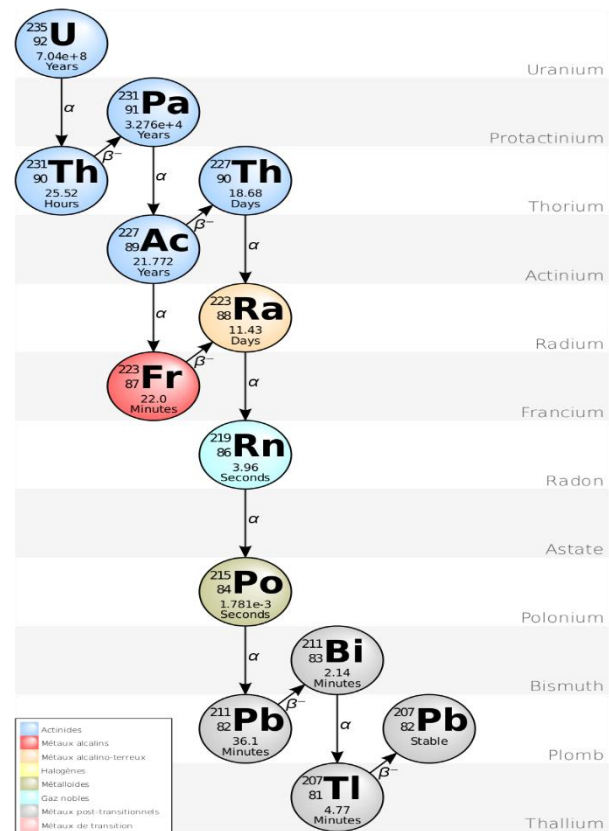 235
92 U
7.04e+8
Years
Uranium
α
231
91 Pa
3.276e+4
Years
Protactinium
β−
231
90 Th
25.52
Hours
α
227
90 Th
18.68
Days
Thorium
β−
227
89 Ac
21.772
Years
α
Actinium
α
223
88 Ra
11.43
Days
Radium
β−
223
87 Fr
22.0
Minutes
α
Francium
219
86 Rn
3.96
Seconds
Radon
α
Astate
215
84 Po
1.781e-3
Seconds
Polonium
α
211
83 Bi
2.14
Minutes
Bismuth
β−
211
82 Pb
36.1
Minutes
α
207
82 Pb
Stable
Plomb
β−
207
81 Tl
4.77
Minutes
Thallium
Actinides
Métaux alcalins
Métaux alcalino-terreux
Halogènes
Métalloides
Gaz nobles
Métaux post-transitionnels
Métaux de transition